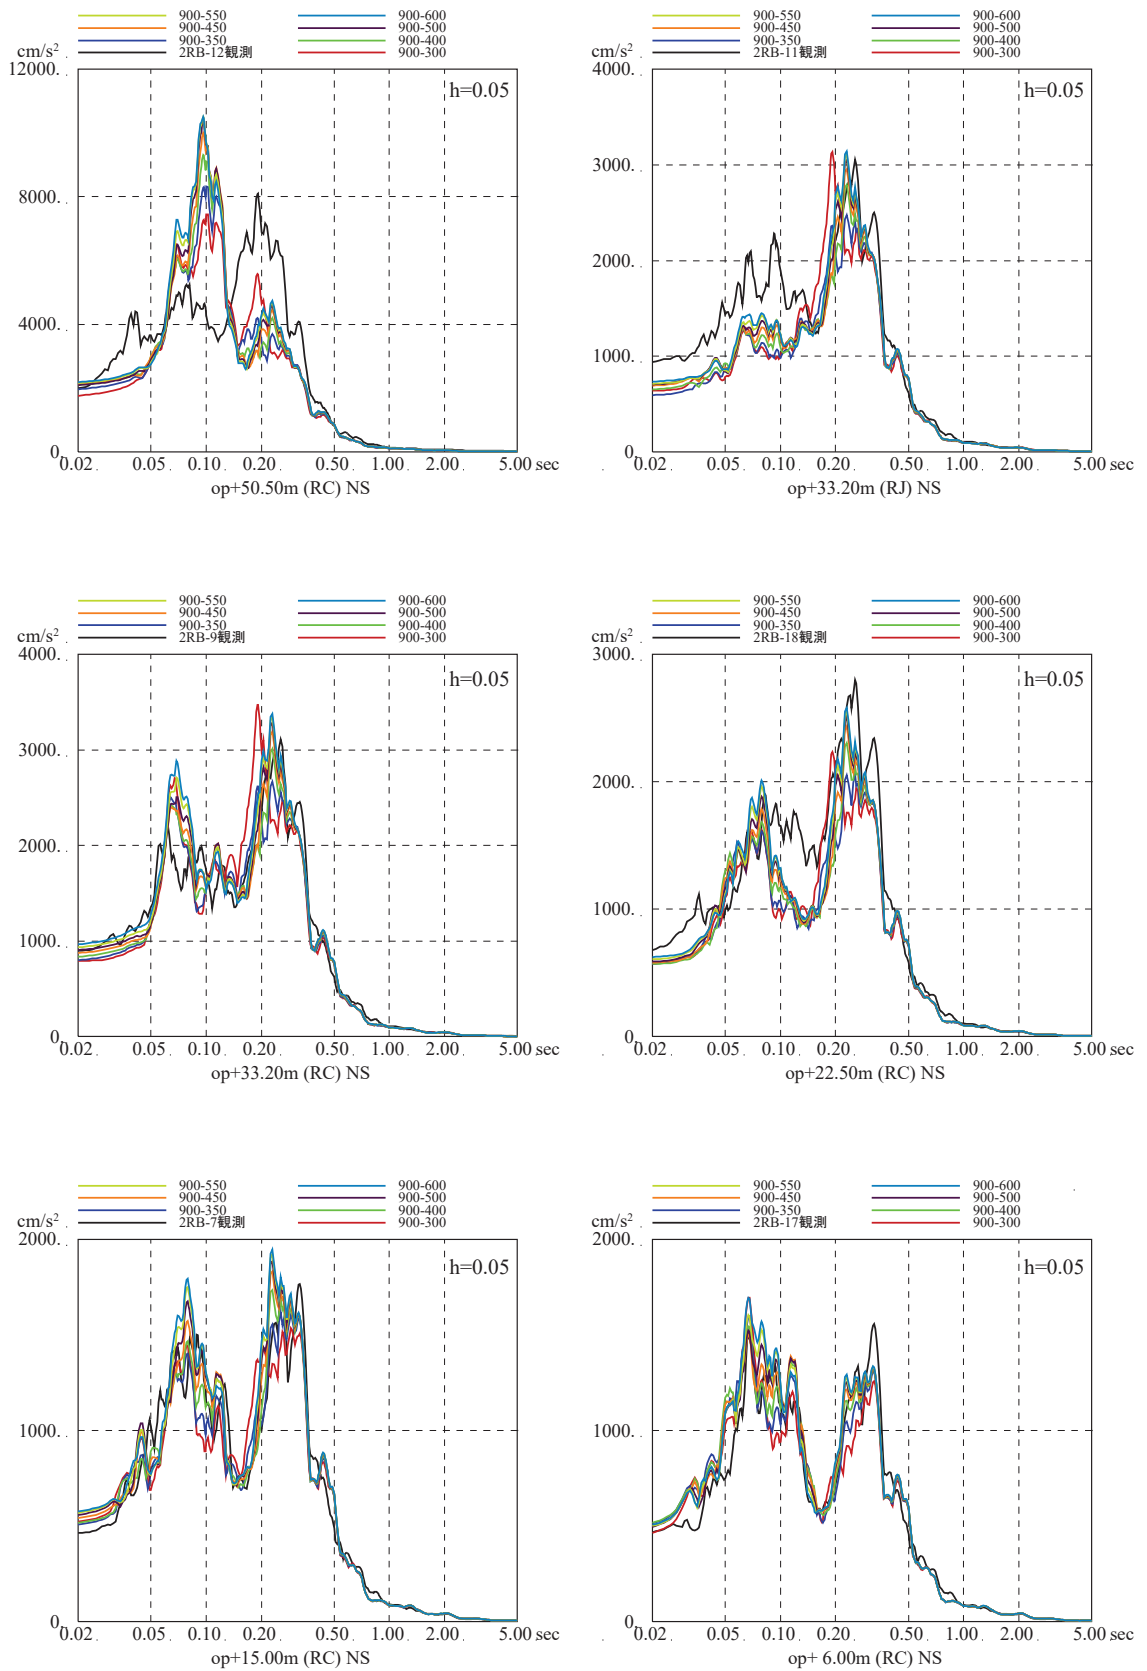 900-550 900-600
900-450 900-500
900-350 900-400
cm/s² 2RB-12観測 900-300
12000.
h=0.05
8000.
4000.
0.
0.02 0.05 0.10 0.20 0.50 1.00 2.00 5.00 sec
op+50.50m (RC) NS
900-550 900-600
900-450 900-500
900-350 900-400
cm/s² 2RB-11観測 900-300
4000.
h=0.05
3000.
2000.
1000.
0.
0.02 0.05 0.10 0.20 0.50 1.00 2.00 5.00 sec
op+33.20m (RJ) NS
900-550 900-600
900-450 900-500
900-350 900-400
cm/s² 2RB-9観測 900-300
4000.
h=0.05
3000.
2000.
1000.
0.
0.02 0.05 0.10 0.20 0.50 1.00 2.00 5.00 sec
op+33.20m (RC) NS
900-550 900-600
900-450 900-500
900-350 900-400
cm/s² 2RB-18観測 900-300
3000.
h=0.05
2000.
1000.
0.
0.02 0.05 0.10 0.20 0.50 1.00 2.00 5.00 sec
op+22.50m (RC) NS
900-550 900-600
900-450 900-500
900-350 900-400
cm/s² 2RB-7観測 900-300
2000.
h=0.05
1000.
0.
0.02 0.05 0.10 0.20 0.50 1.00 2.00 5.00 sec
op+15.00m (RC) NS
900-550 900-600
900-450 900-500
900-350 900-400
cm/s² 2RB-17観測 900-300
2000.
h=0.05
1000.
0.
0.02 0.05 0.10 0.20 0.50 1.00 2.00 5.00 sec
op+ 6.00m (RC) NS